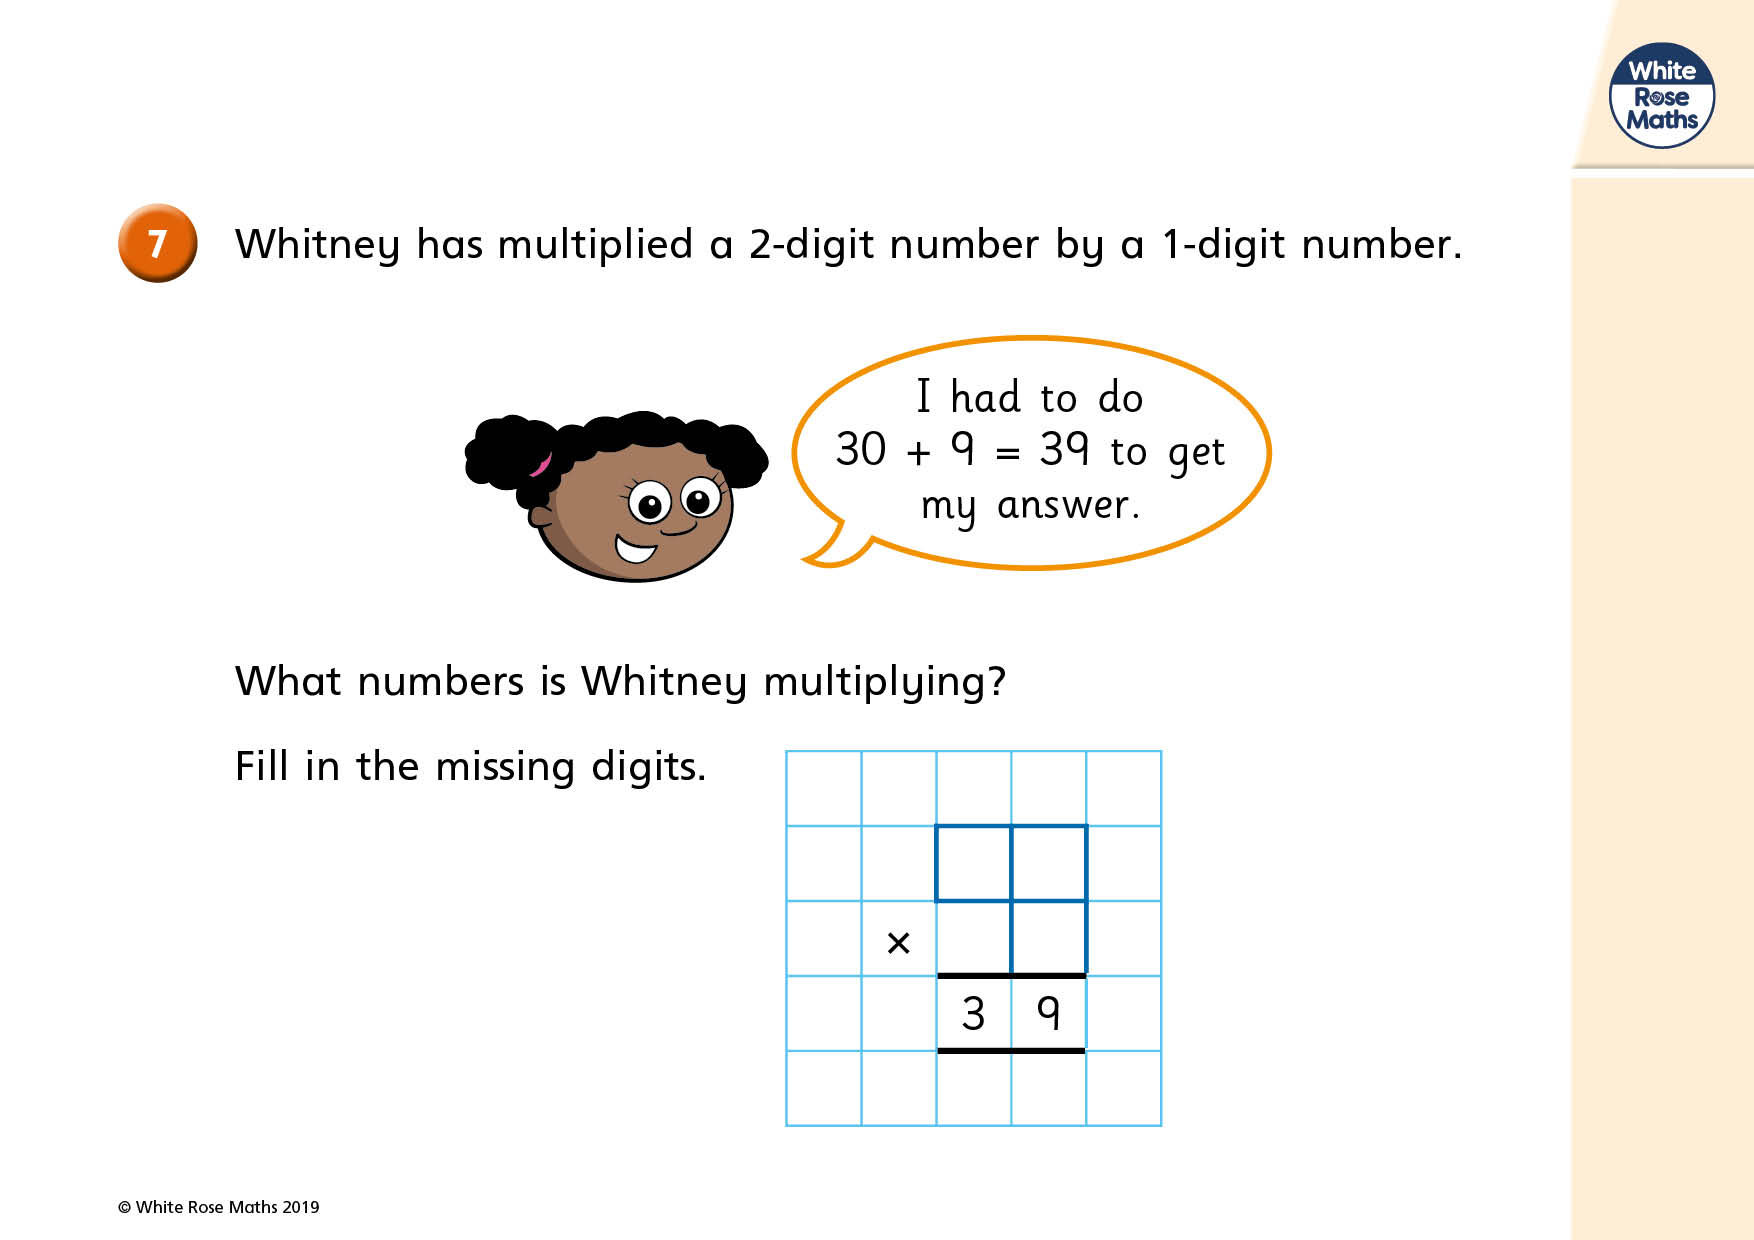 White
Rose
Maths
7 Whitney has multiplied a 2-digit number by a 1-digit number.
I had to do
30 + 9 = 39 to get
my answer.
What numbers is Whitney multiplying?
Fill in the missing digits.
×
3 9
© White Rose Maths 2019